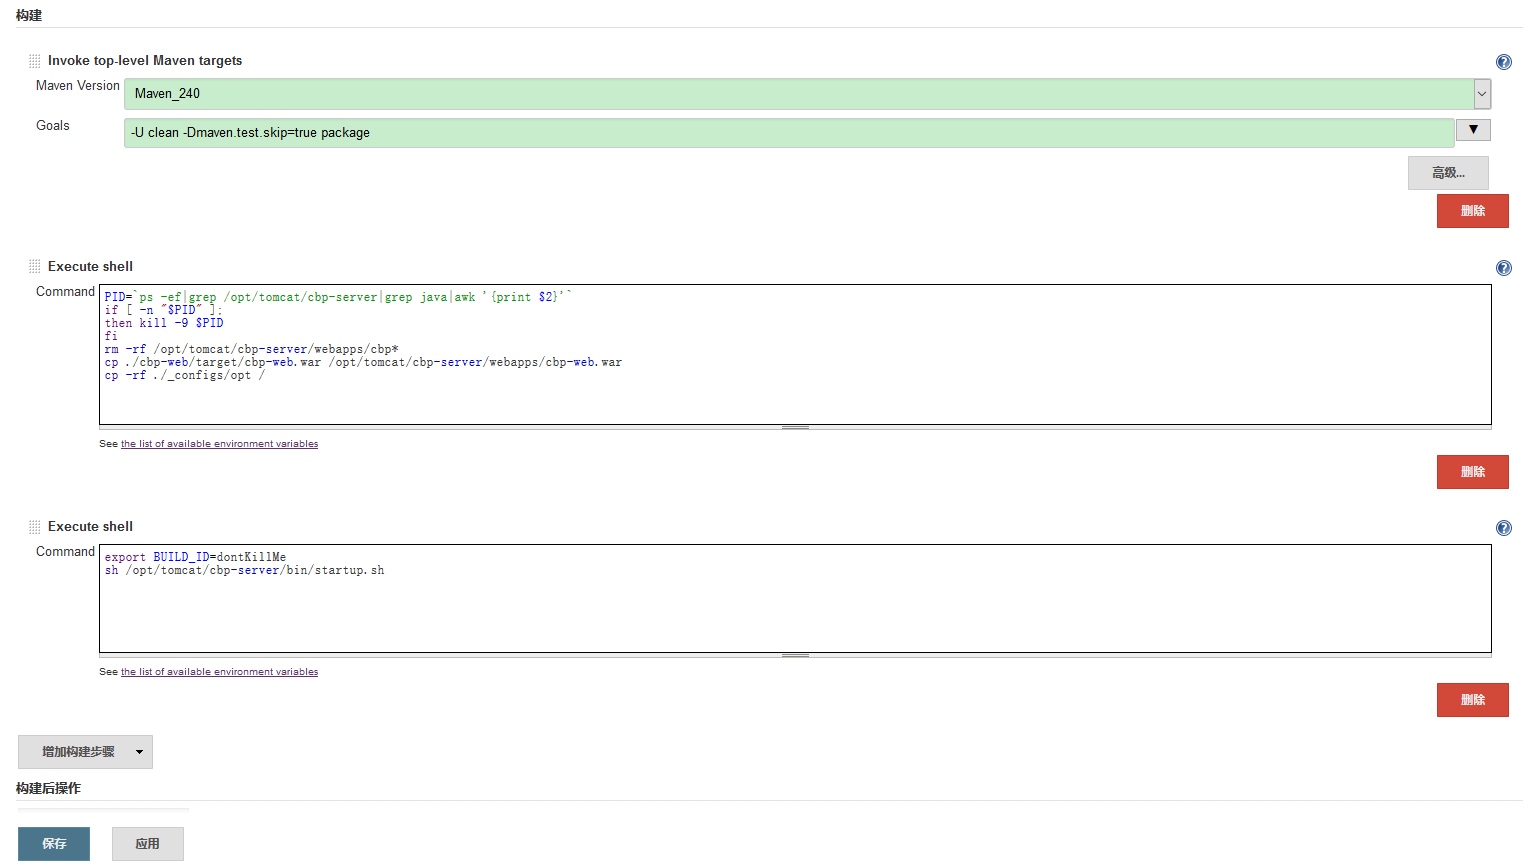 构建
Invoke top-level Maven targets
Maven Version
Maven_240
Goals
-U clean -Dmaven.test.skip=true package
高级...
删除
Execute shell
Command
PID=`ps -ef|grep /opt/tomcat/cbp-server|grep java|awk '{print $2}'`
if [ -n "$PID" ];
then kill -9 $PID
fi
rm -rf /opt/tomcat/cbp-server/webapps/cbp*
cp ./cbp-web/target/cbp-web.war /opt/tomcat/cbp-server/webapps/cbp-web.war
cp -rf ./_configs/opt /
See the list of available environment variables
删除
Execute shell
Command
export BUILD_ID=dontKillMe
sh /opt/tomcat/cbp-server/bin/startup.sh
See the list of available environment variables
删除
增加构建步骤
构建后操作
保存 应用